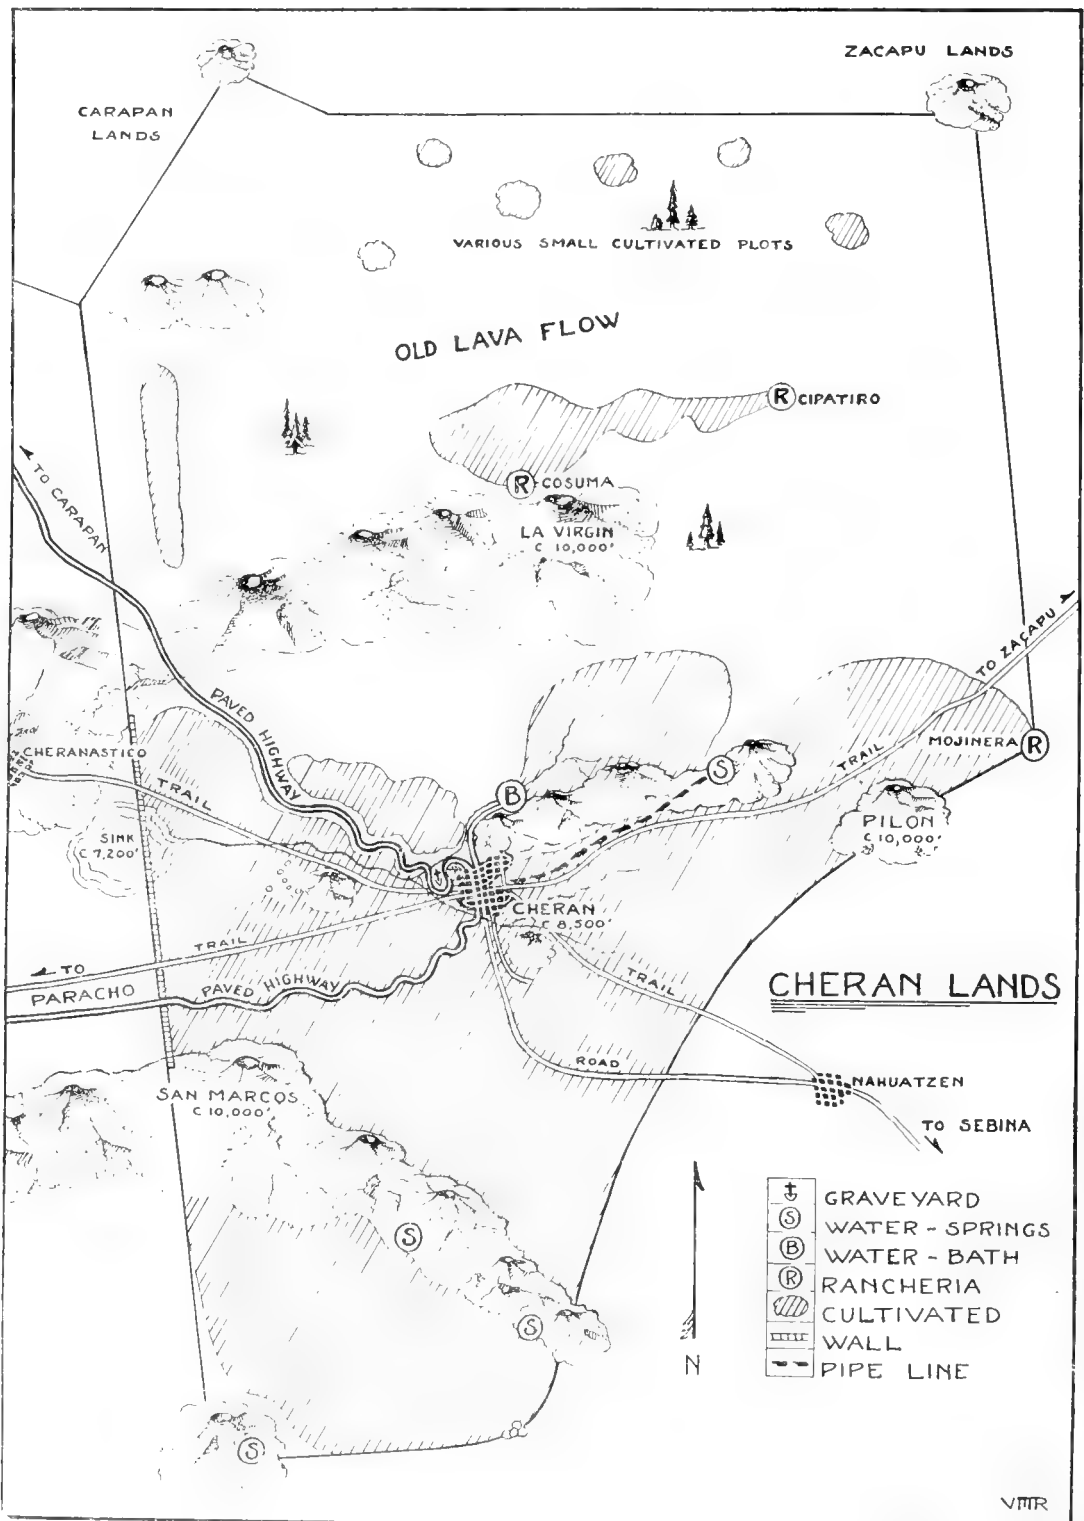 ZACAPU LANDS
CARAPAN
LANDS
VARIOUS SMALL CULTIVATED PLOTS
OLD LAVA FLOW
R CIPATIRO
R COSUMA
LA VIRGIN
C 10,000'
TO CARAPAN
TO ZACAPU
PAVED HIGHWAY
CHERANASTICO
TRAIL
MOJINERA R
TRAIL
S
B
SINK
C 7,200'
PILON
C 10,000'
CHERAN
C 8,500'
TRAIL
TO
PARACHO
PAVED HIGHWAY
TRAIL
CHERAN LANDS
ROAD
NAHUATZEN
SAN MARCOS
C 10,000'
TO SEBINA
S
S
S
N
GRAVEYARD
S WATER-SPRINGS
B WATER-BATH
R RANCHERIA
CULTIVATED
WALL
PIPE LINE